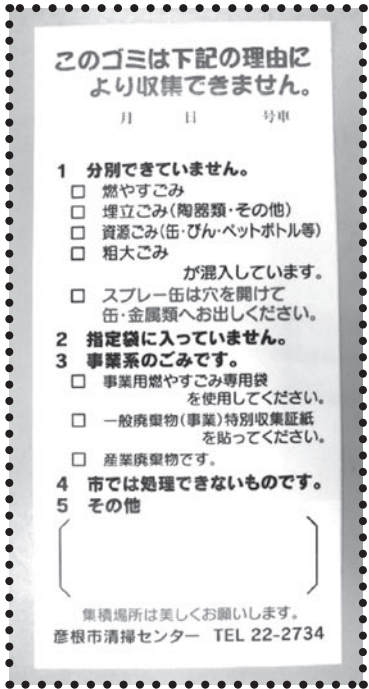 このゴミは下記の理由に
より収集できません。
月 日 号車
1 分別できていません。
□ 燃やすごみ
□ 埋立ごみ(陶器類・その他)
□ 資源ごみ(缶・びん・ペットボトル等)
□ 粗大ごみ
が混入しています。
□ スプレー缶は穴を開けて
缶・金属類へお出しください。
2 指定袋に入っていません。
3 事業系のごみです。
□ 事業用燃やすごみ専用袋
を使用してください。
□ 一般廃棄物(事業)特別収集証紙
を貼ってください。
□ 産業廃棄物です。
4 市では処理できないものです。
5 その他
集積場所は美しくお願いします。
彦根市清掃センター TEL 22-2734